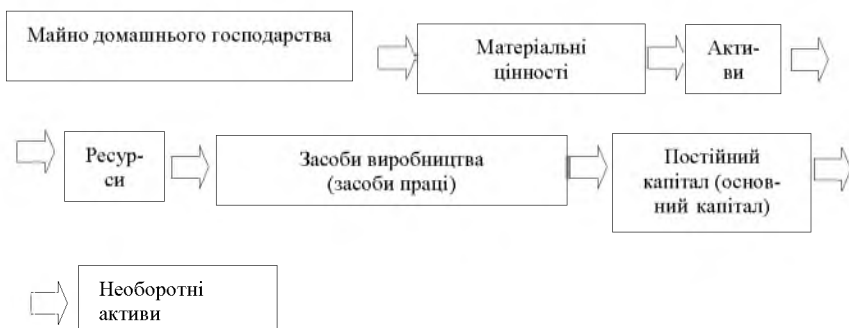 Майно домашнього господарства
Матеріальні
цінності
Акти-
ви
Ресур-
си
Засоби виробництва
(засоби праці)
Постійний
капітал (основ-
ний капітал)
Необоротні
активи